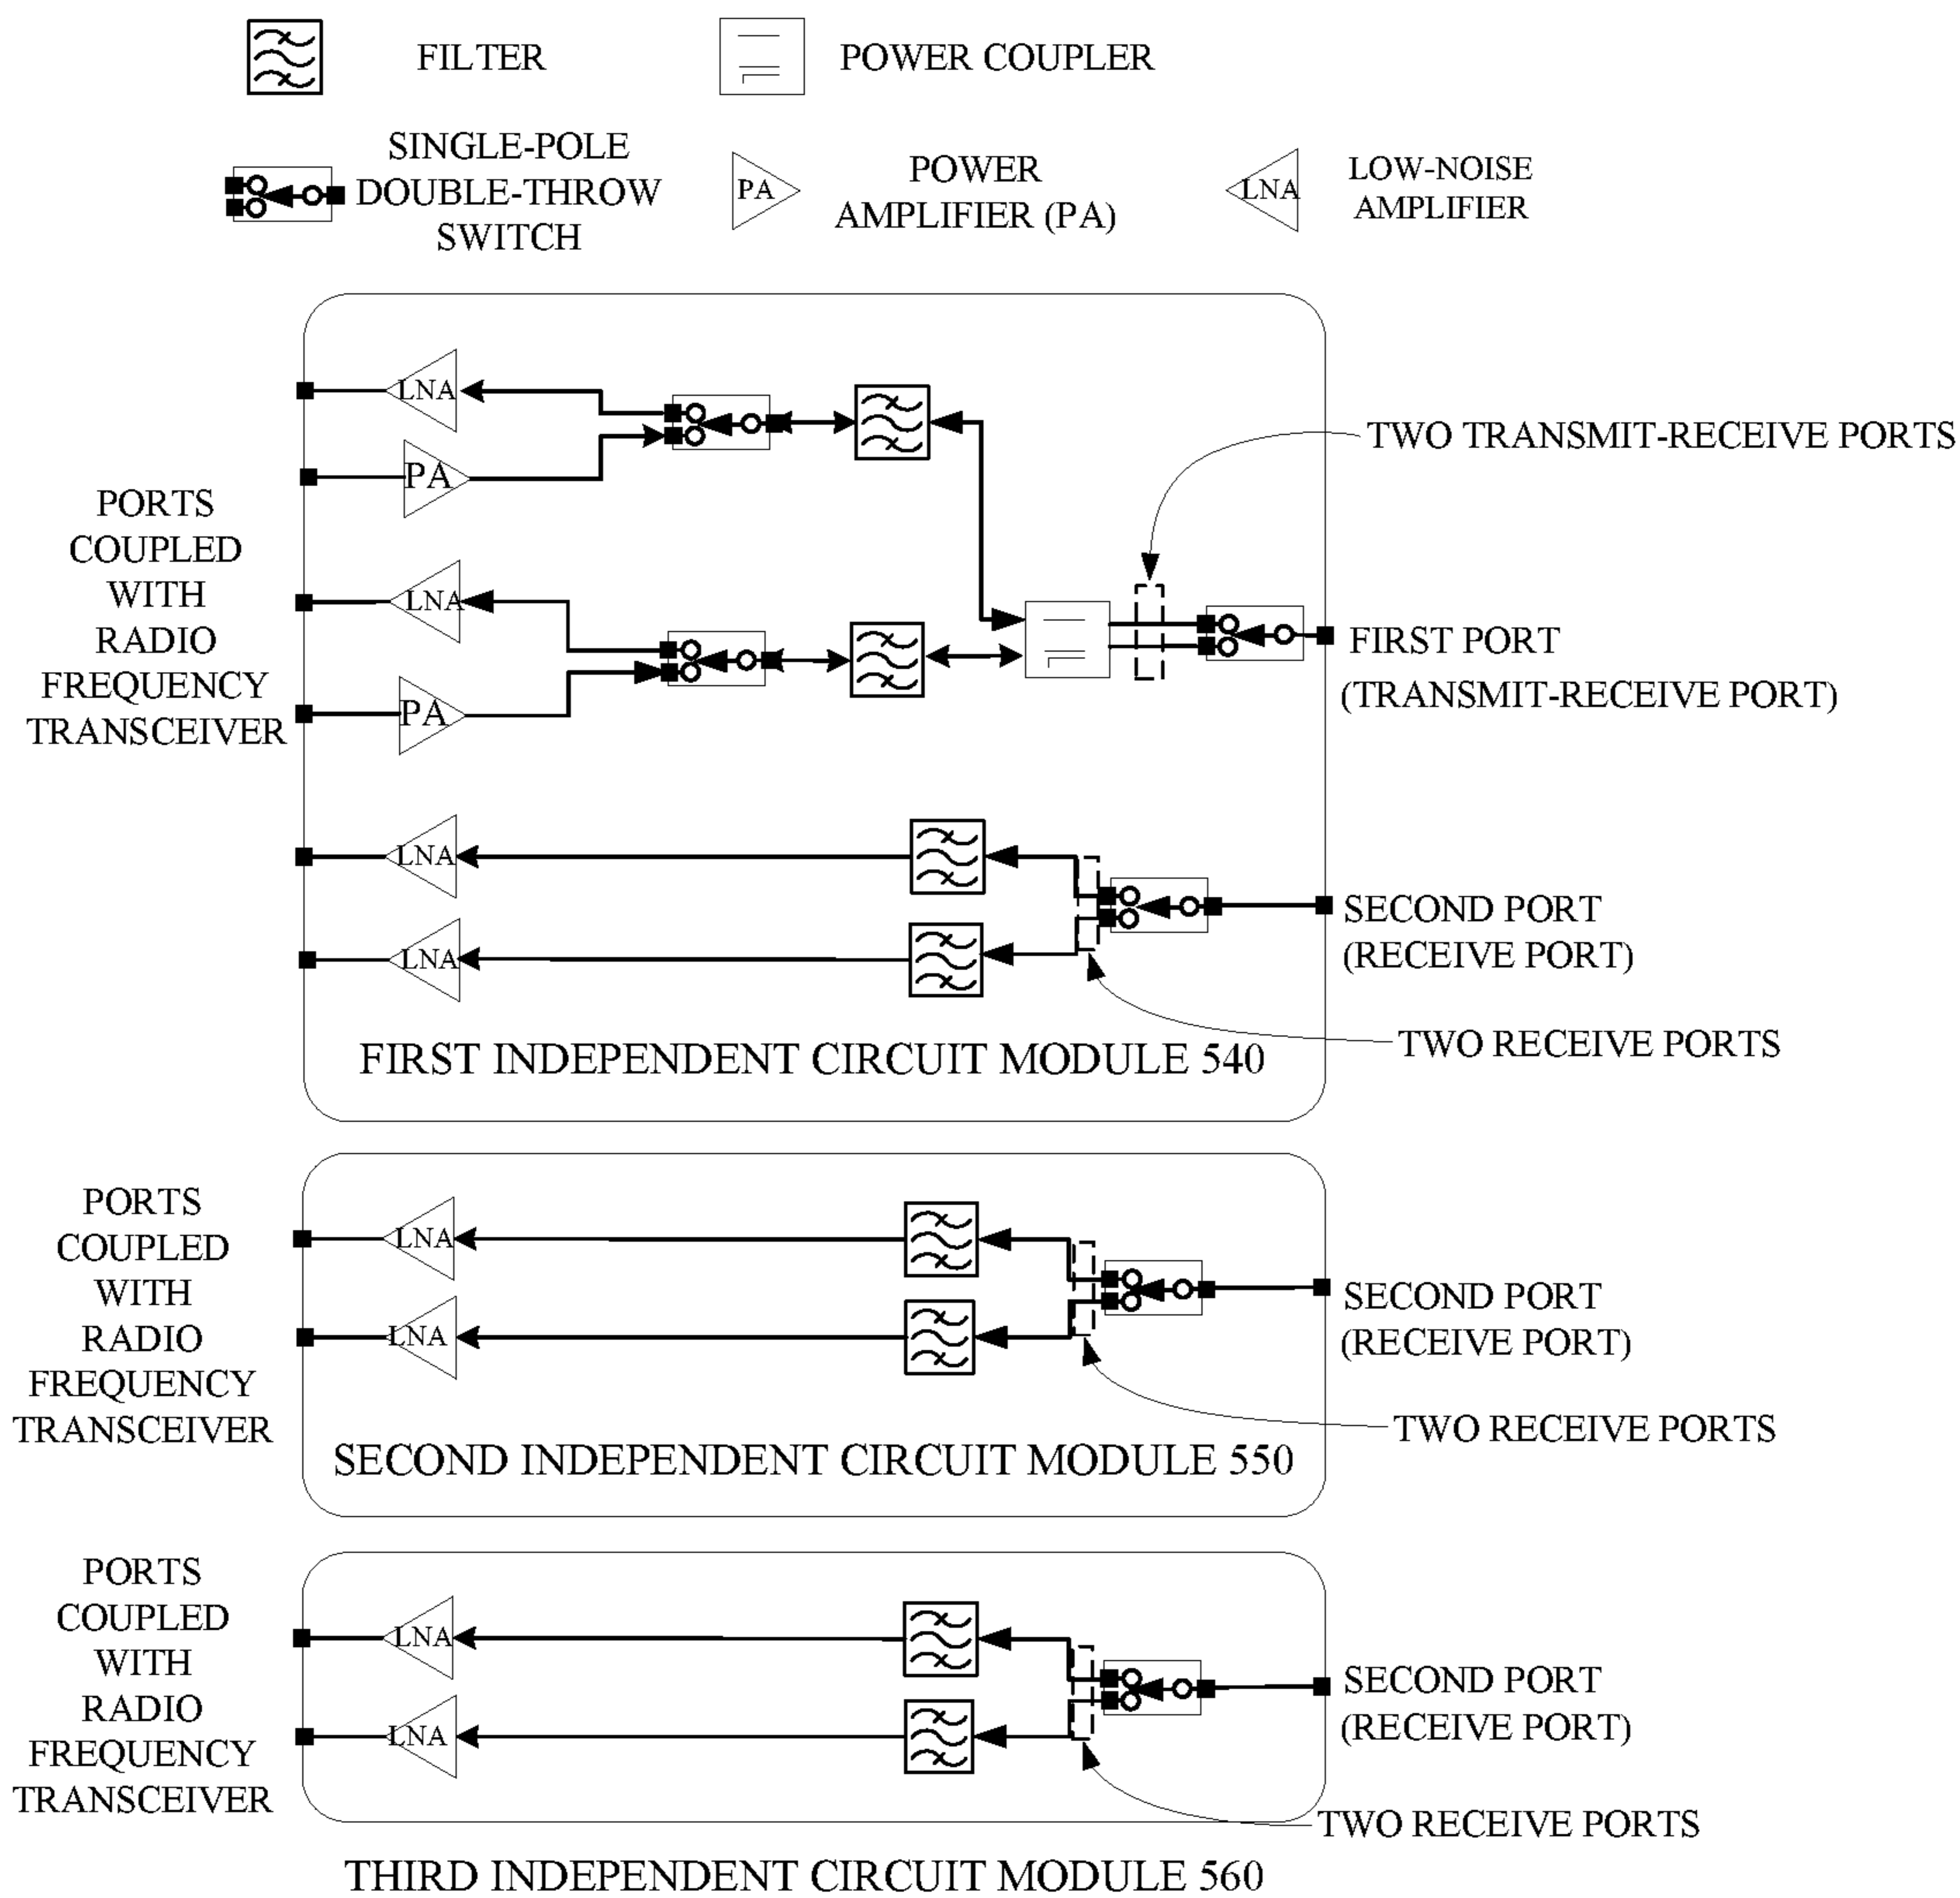 FILTER
POWER COUPLER
SINGLE-POLE
DOUBLE-THROW
SWITCH
PA
POWER
AMPLIFIER (PA)
LNA
LOW-NOISE
AMPLIFIER
LNA
PA
LNA
PA
PORTS
COUPLED
WITH
RADIO
FREQUENCY
TRANSCEIVER
TWO TRANSMIT-RECEIVE PORTS
FIRST PORT
(TRANSMIT-RECEIVE PORT)
LNA
LNA
SECOND PORT
(RECEIVE PORT)
TWO RECEIVE PORTS
FIRST INDEPENDENT CIRCUIT MODULE 540
PORTS
COUPLED
WITH
RADIO
FREQUENCY
TRANSCEIVER
LNA
LNA
SECOND PORT
(RECEIVE PORT)
TWO RECEIVE PORTS
SECOND INDEPENDENT CIRCUIT MODULE 550
PORTS
COUPLED
WITH
RADIO
FREQUENCY
TRANSCEIVER
LNA
LNA
SECOND PORT
(RECEIVE PORT)
TWO RECEIVE PORTS
THIRD INDEPENDENT CIRCUIT MODULE 560